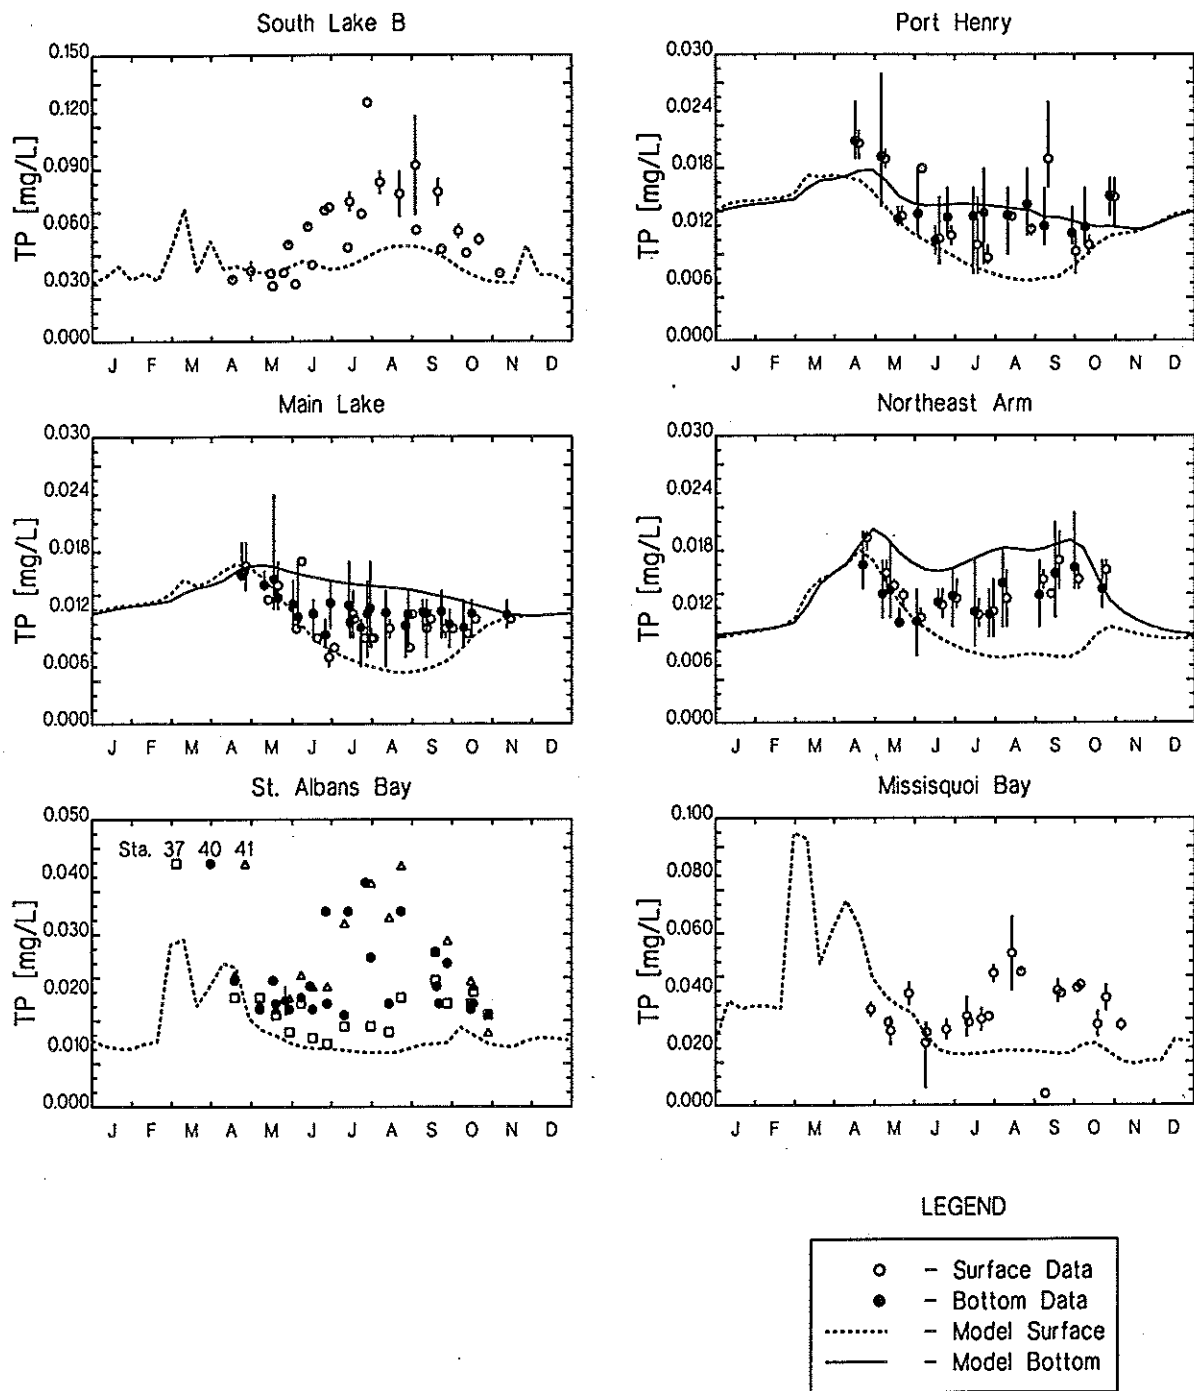 South Lake B
0.150
0.120
0.090
0.060
0.030
0.000
TP [mg/L]
J F M A M J J A S O N D
Port Henry
0.030
0.024
0.018
0.012
0.006
0.000
TP [mg/L]
J F M A M J J A S O N D
Main Lake
0.030
0.024
0.018
0.012
0.006
0.000
TP [mg/L]
J F M A M J J A S O N D
Northeast Arm
0.030
0.024
0.018
0.012
0.006
0.000
TP [mg/L]
J F M A M J J A S O N D
St. Albans Bay
0.050
0.040
0.030
0.020
0.010
0.000
TP [mg/L]
Sta. 37 40 41
J F M A M J J A S O N D
Missisquoi Bay
0.100
0.080
0.060
0.040
0.020
0.000
TP [mg/L]
J F M A M J J A S O N D
LEGEND
– Surface Data
– Bottom Data
– Model Surface
– Model Bottom